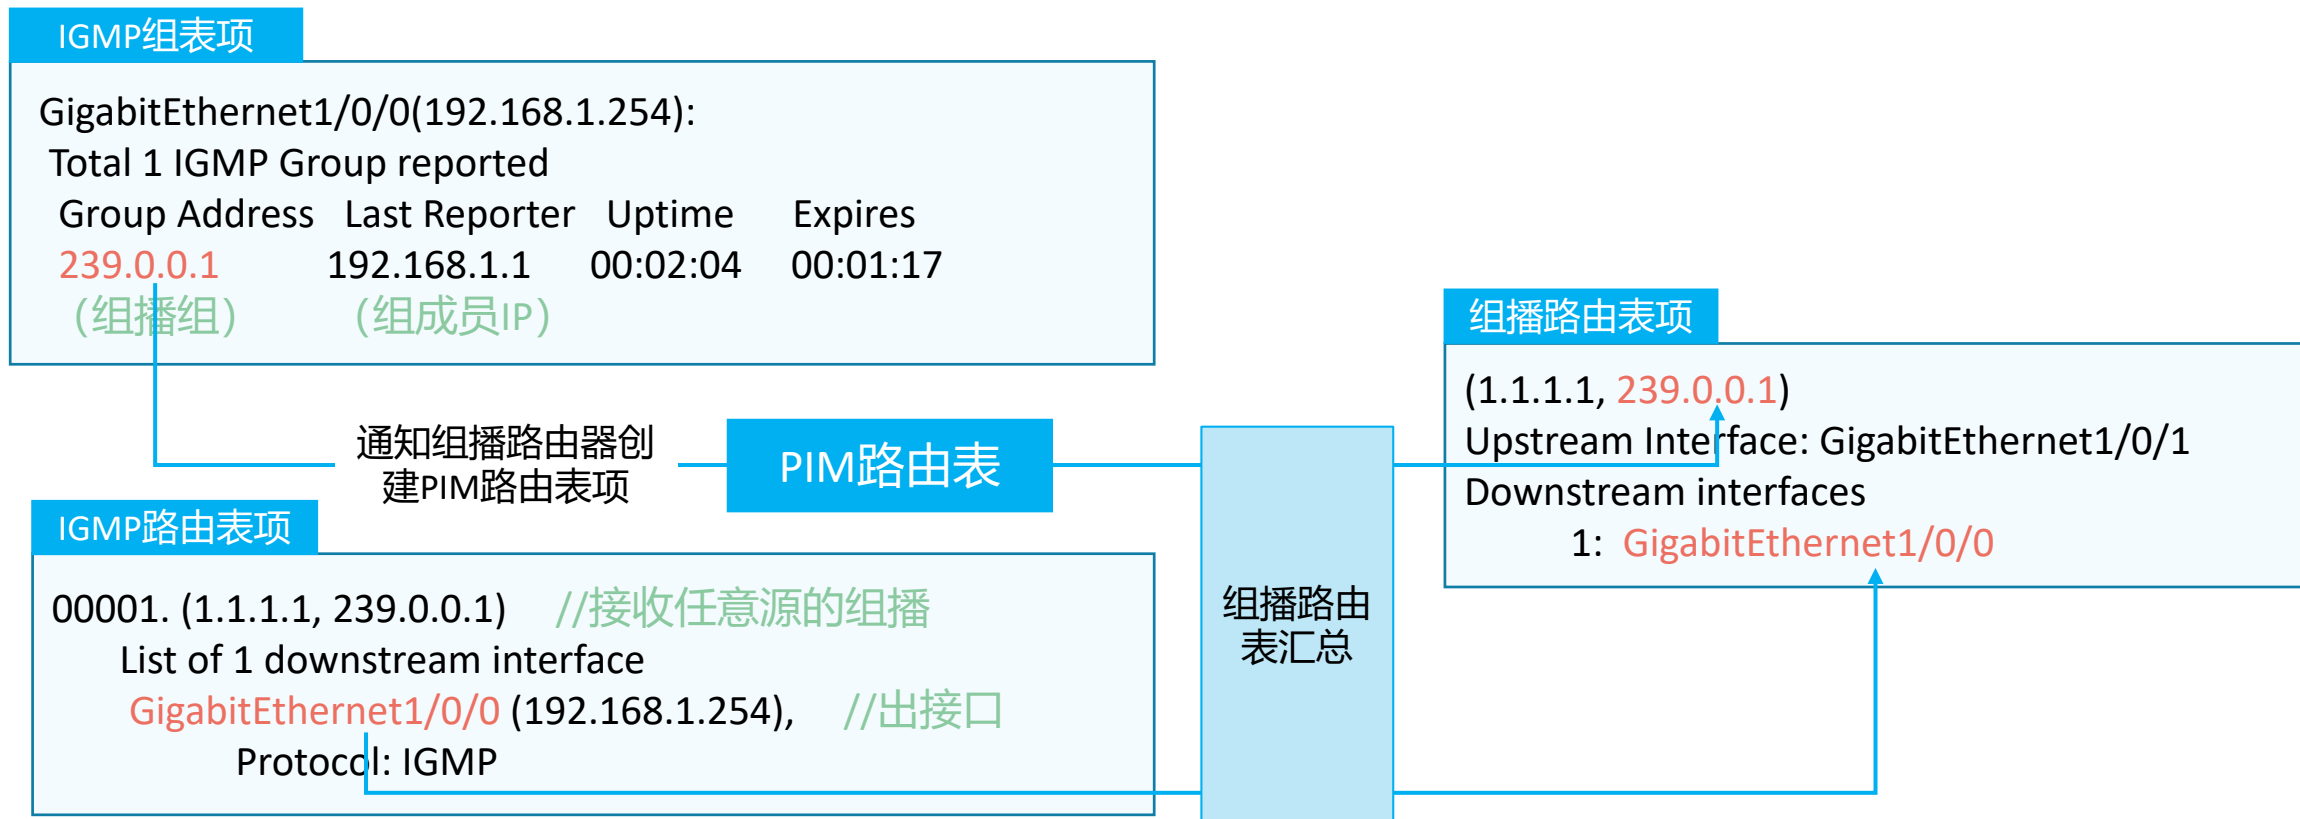 IGMP组表项
GigabitEthernet1/0/0(192.168.1.254):
Total 1 IGMP Group reported
Group Address Last Reporter Uptime Expires
239.0.0.1 192.168.1.1 00:02:04 00:01:17
（组播组） （组成员IP）
通知组播路由器创
建PIM路由表项
PIM路由表
IGMP路由表项
00001. (1.1.1.1, 239.0.0.1) //接收任意源的组播
List of 1 downstream interface
GigabitEthernet1/0/0 (192.168.1.254), //出接口
Protocol: IGMP
组播路由
表汇总
组播路由表项
(1.1.1.1, 239.0.0.1)
Upstream Interface: GigabitEthernet1/0/1
Downstream interfaces
1: GigabitEthernet1/0/0